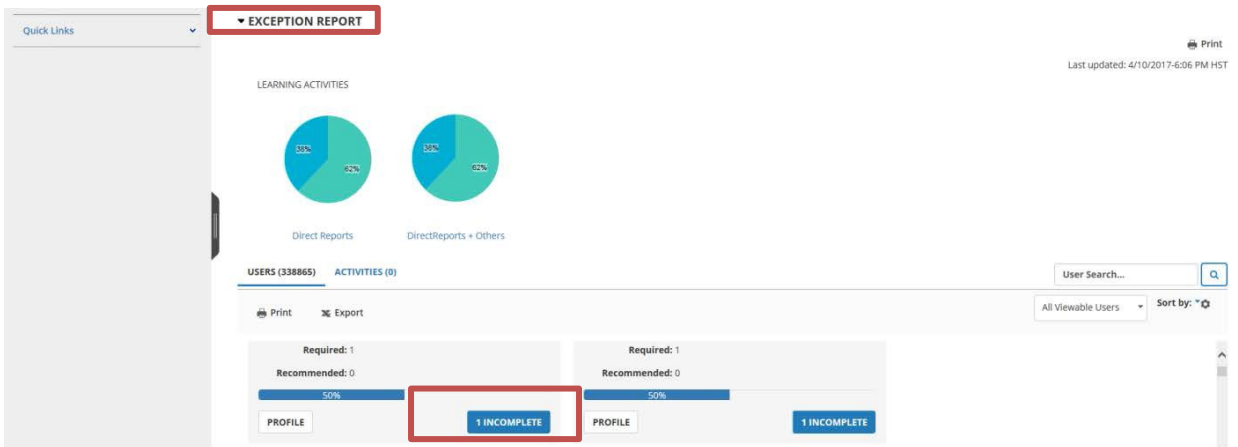 Quick Links
EXCEPTION REPORT
Print
Last updated: 4/10/2017-6:06 PM HST
LEARNING ACTIVITIES
38%
62%
38%
62%
Direct Reports
DirectReports + Others
USERS (338865)
ACTIVITIES (0)
User Search...
Print
Export
All Viewable Users
Sort by:
Required: 1
Recommended: 0
50%
PROFILE
1 INCOMPLETE
Required: 1
Recommended: 0
50%
PROFILE
1 INCOMPLETE